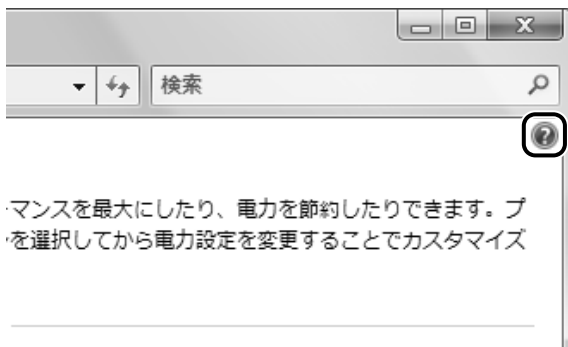 検索
ーマンスを最大にしたり、電力を節約したりできます。プ
を選択してから電力設定を変更することでカスタマイズ